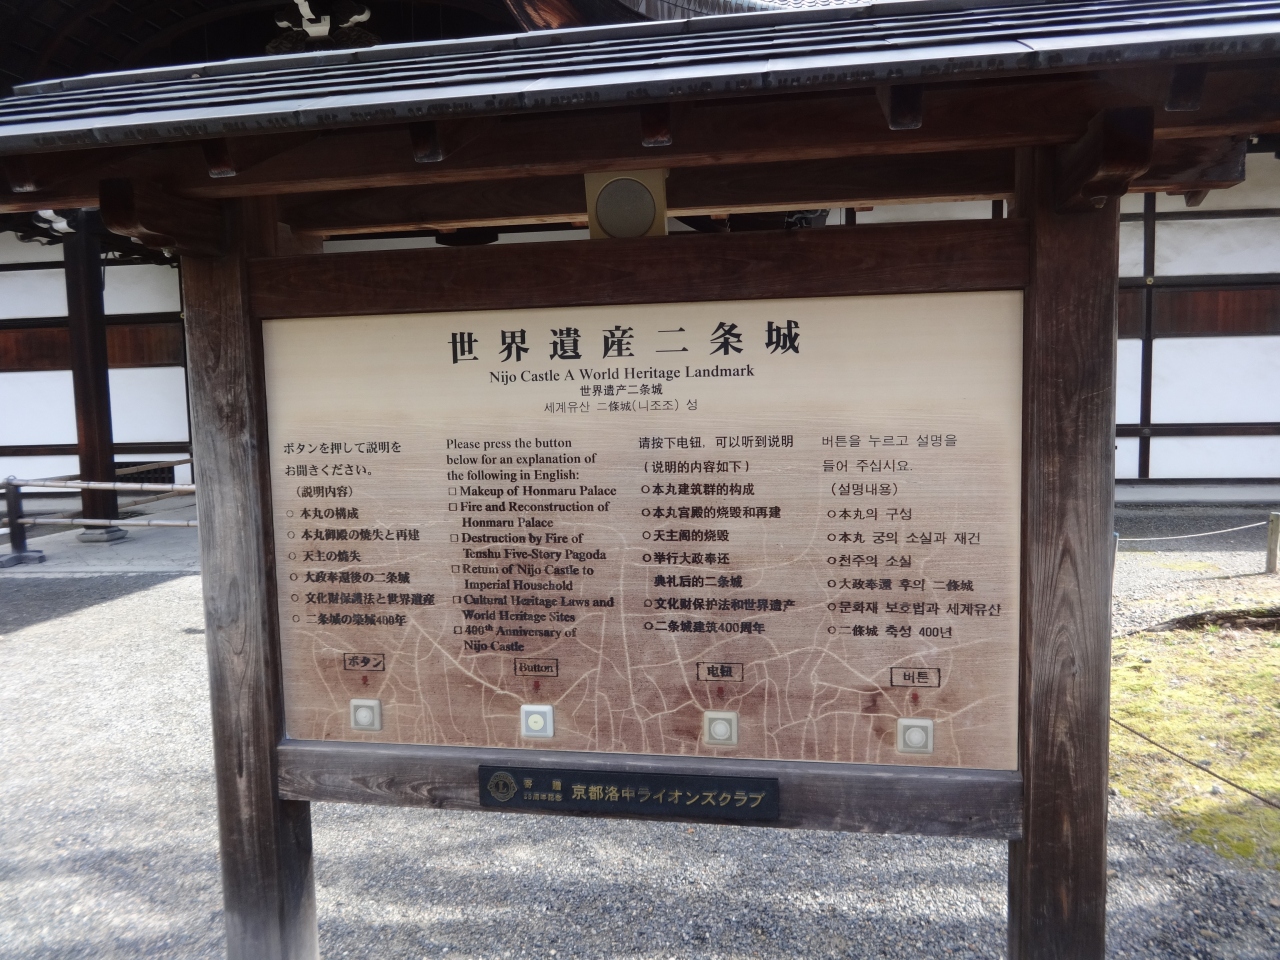 世界遺産二条城
Nijo Castle A World Heritage Landmark
世界遗产二条城
세계유산 二條城(니조조) 성
ボタンを押して説明を
お聞きください。
（説明内容）
○ 本丸の構成
○ 本丸御殿の焼失と再建
○ 天主の焼失
○ 大政奉還後の二条城
○ 文化財保護法と世界遺産
○ 二条城の築城400年
ボタン
Please press the button
below for an explanation of
the following in English:
□ Makeup of Honmaru Palace
□ Fire and Reconstruction of
Honmaru Palace
□ Destruction by Fire of
Tenshu Five-Story Pagoda
□ Return of Nijo Castle to
Imperial Household
□ Cultural Heritage Laws and
World Heritage Sites
□ 400th Anniversary of
Nijo Castle
Button
请按下电钮，可以听到说明
（说明的内容如下）
○本丸建筑群的构成
○本丸宫殿的烧毁和再建
○天主阁的烧毁
○举行大政奉还
典礼后的二条城
○文化财保护法和世界遗产
○二条城建筑400周年
电钮
버튼을 누르고 설명을
들어 주십시요.
（설명내용）
○本丸의 구성
○本丸 궁의 소실과 재건
○천주의 소실
○大政奉還 후의 二條城
○문화재 보호법과 세계유산
○二條城 축성 400년
버튼
寄贈
京都洛中ライオンズクラブ